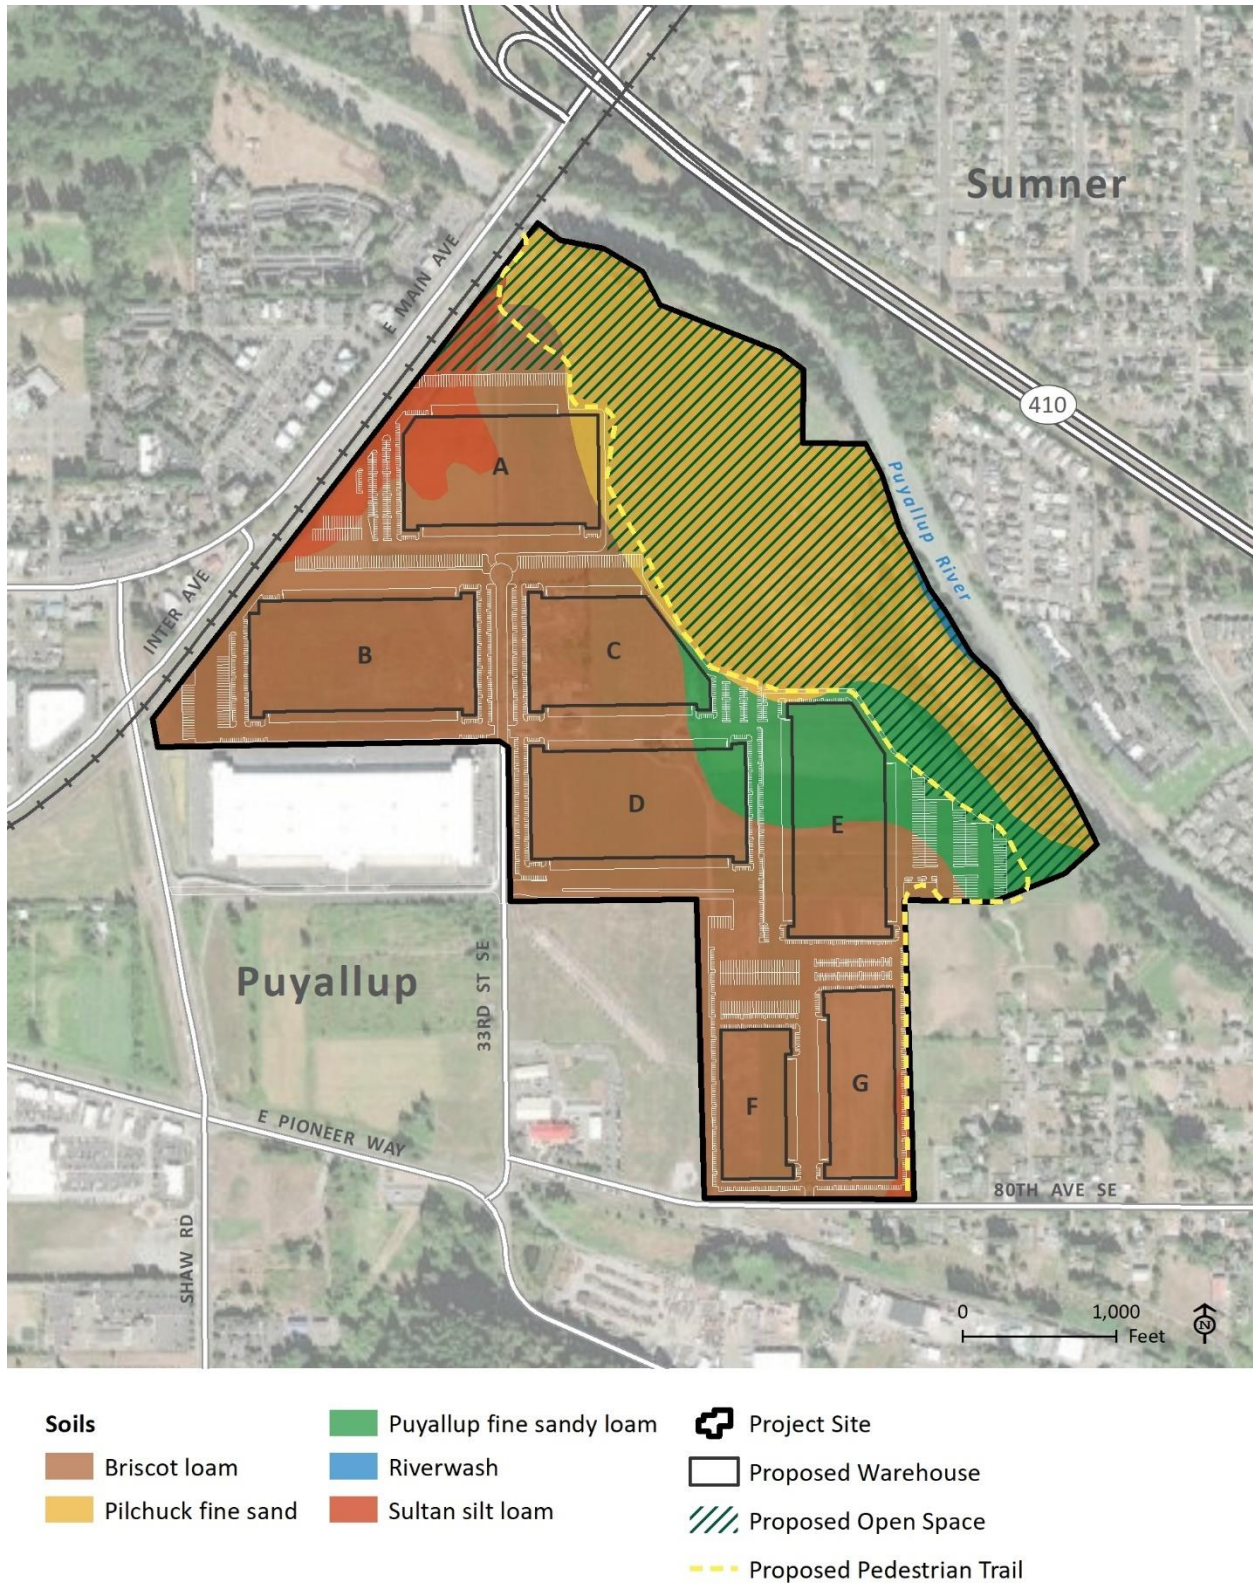 Sumner
E MAIN AVE
410
Puyallup River
A
INTER AVE
B
C
D
E
Puyallup
33RD ST SE
F
G
E PIONEER WAY
80TH AVE SE
SHAW RD
0 1,000
Feet
N
Soils
Briscot loam
Pilchuck fine sand
Puyallup fine sandy loam
Riverwash
Sultan silt loam
Project Site
Proposed Warehouse
Proposed Open Space
Proposed Pedestrian Trail